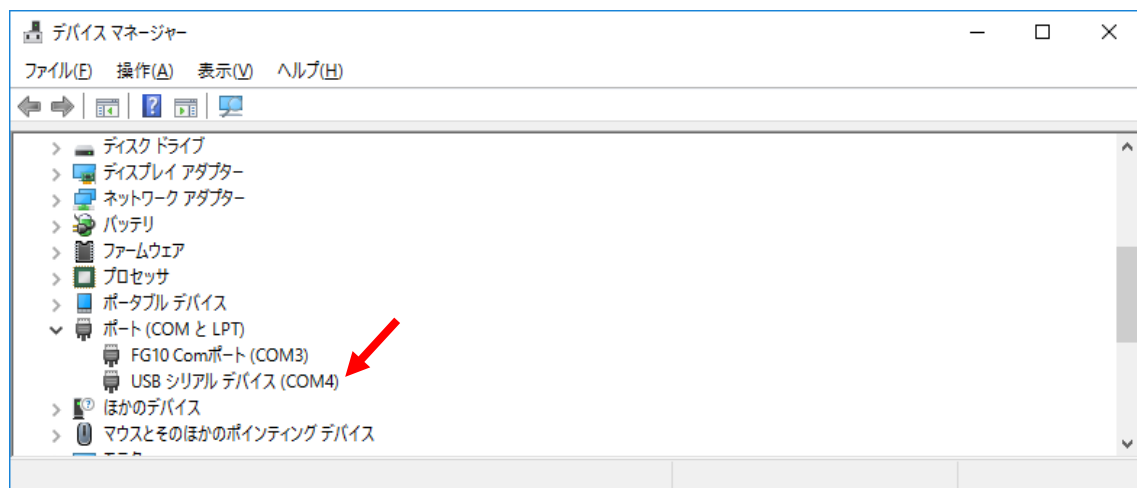 デバイス マネージャー
ファイル(F) 操作(A) 表示(V) ヘルプ(H)
ディスク ドライブ
ディスプレイ アダプター
ネットワーク アダプター
バッテリ
ファームウェア
プロセッサ
ポータブル デバイス
ポート (COM と LPT)
FG10 Comポート (COM3)
USB シリアル デバイス (COM4)
ほかのデバイス
マウスとそのほかのポインティング デバイス